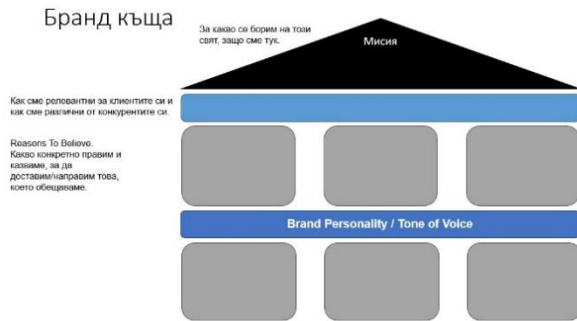 Бранд къща
За какво се борим на този
свят, защо сме тук.
Мисия
Как сме релевантни за клиентите си и
как сме различни от конкурентите си.
Reasons To Believe.
Какво конкретно правим и
казваме, за да
доставим/направим това,
което обещаваме.
Brand Personality / Tone of Voice